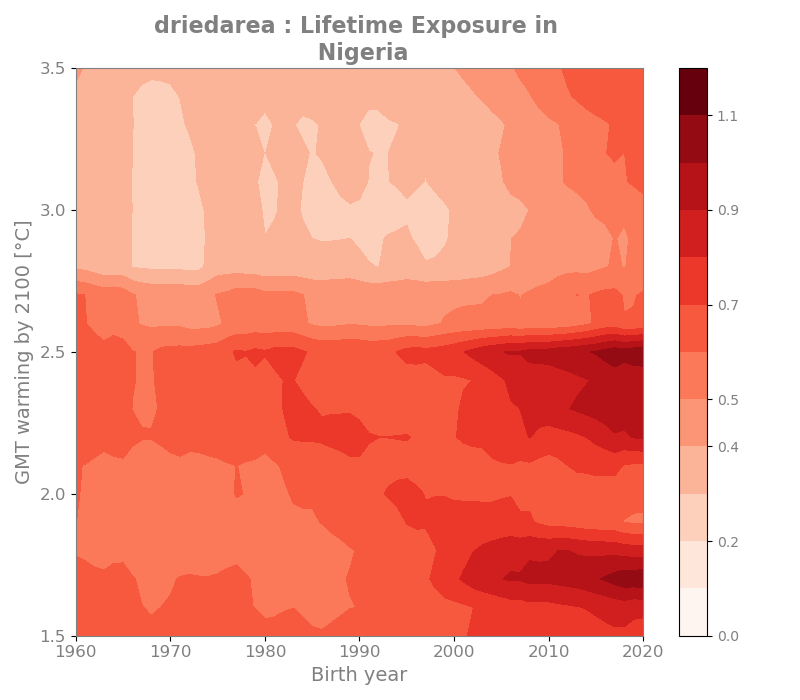 driedarea : Lifetime Exposure in
Nigeria
GMT warming by 2100 [°C]
3.5
3.0
2.5
2.0
1.5
1960 1970 1980 1990 2000 2010 2020
Birth year
1.1
0.9
0.7
0.5
0.4
0.2
0.0